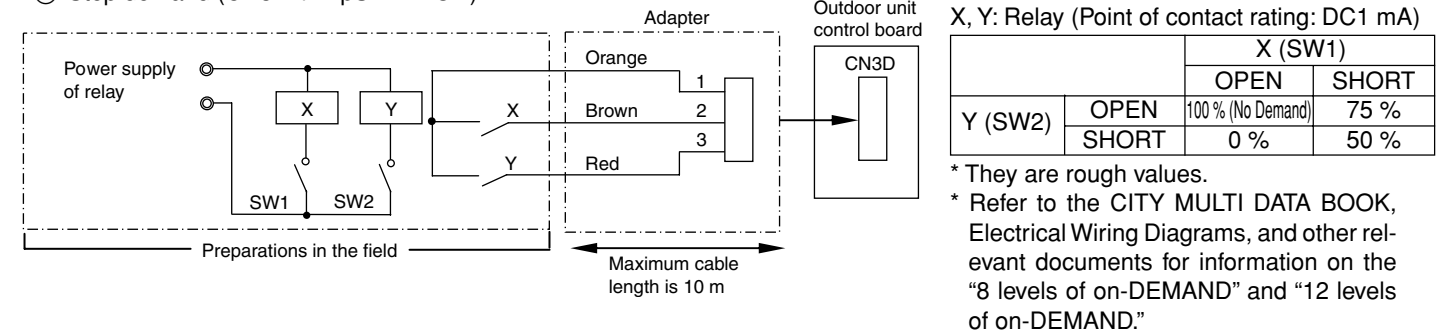 Adapter
Outdoor unit
control board
Power supply
of relay
X
Y
SW1
SW2
X
Y
Orange
Brown
Red
1
2
3
CN3D
Preparations in the field
Maximum cable
length is 10 m
X, Y: Relay (Point of contact rating: DC1 mA)
X (SW1)
OPEN SHORT
Y (SW2) OPEN 100 % (No Demand) 75 %
SHORT 0 % 50 %
* They are rough values.
* Refer to the CITY MULTI DATA BOOK,
Electrical Wiring Diagrams, and other rel-
evant documents for information on the
“8 levels of on-DEMAND” and “12 levels
of on-DEMAND.”